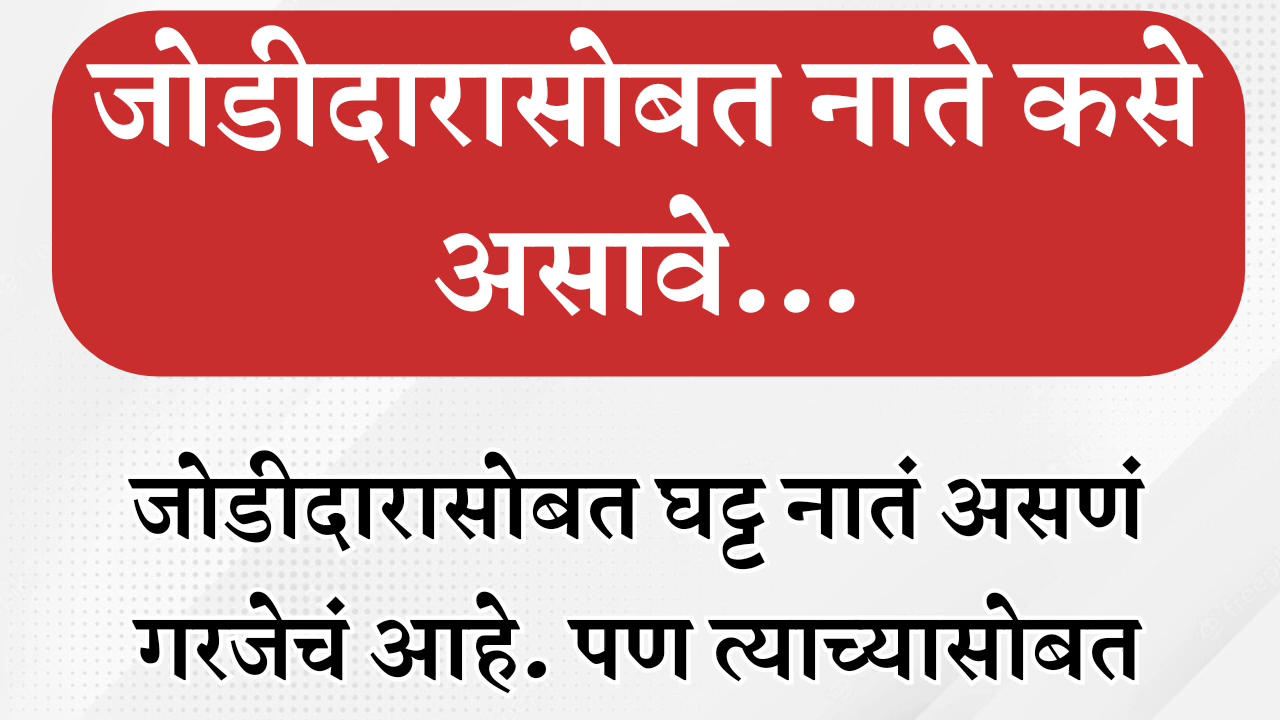 जोडीदारासोबत नाते कसे
असावे...
जोडीदारासोबत घट्ट नातं असणं
गरजेचं आहे. पण त्याच्यासोबत